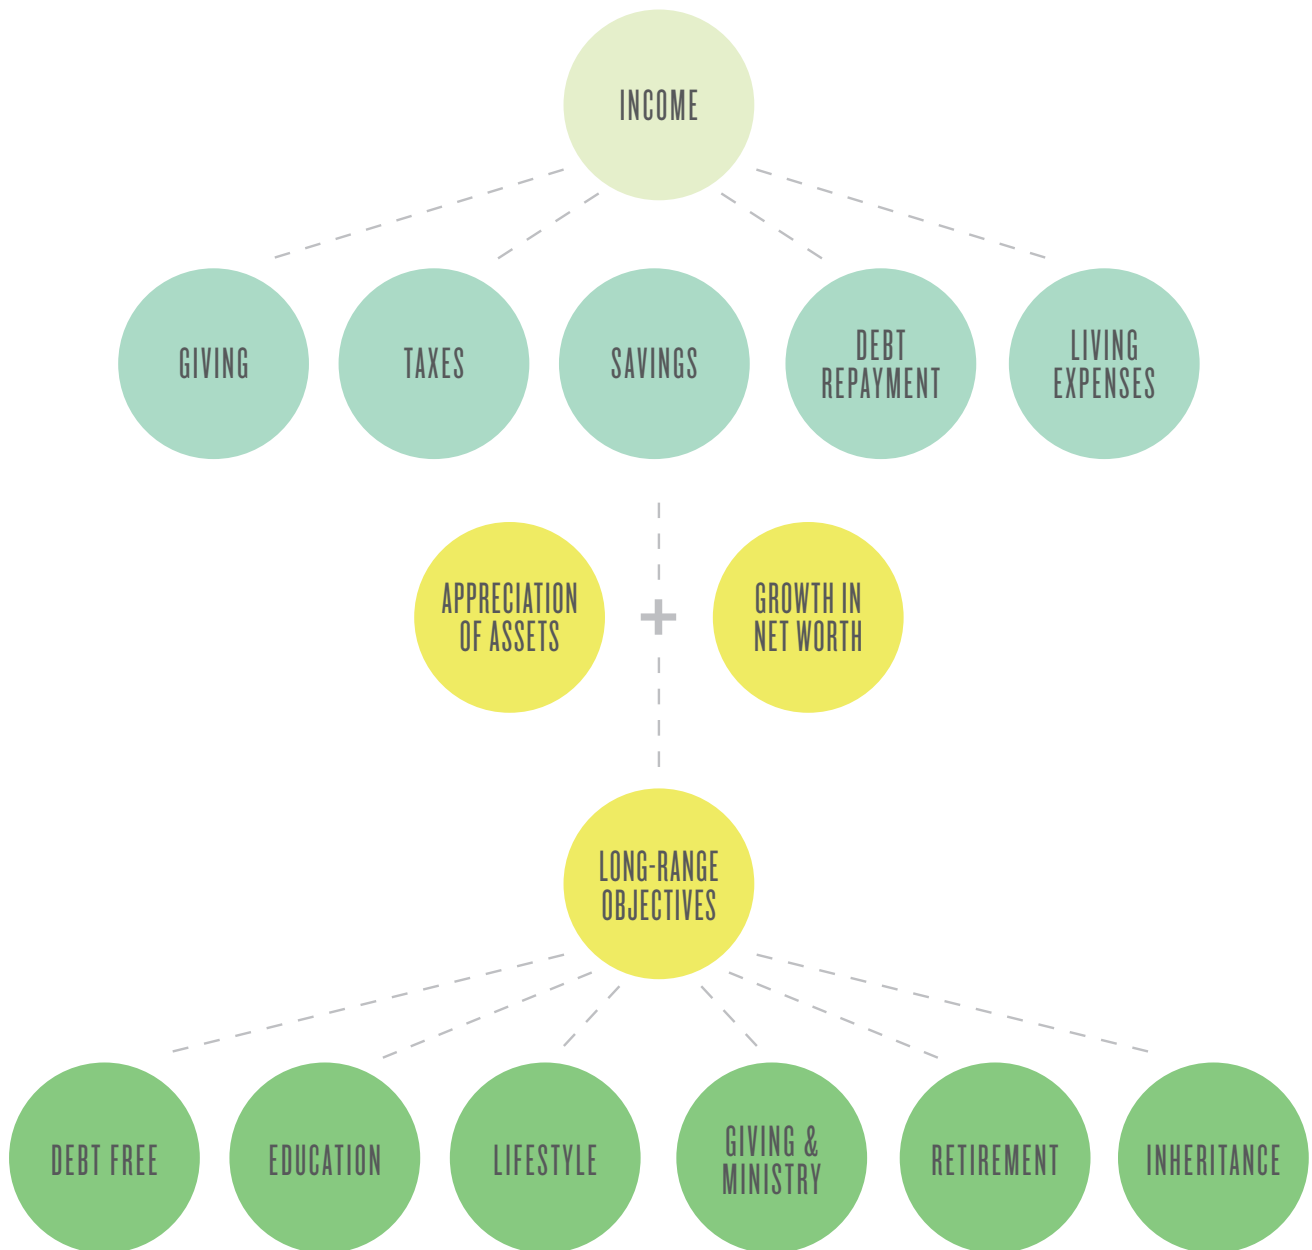 INCOME
GIVING
TAXES
SAVINGS
DEBT
REPAYMENT
LIVING
EXPENSES
APPRECIATION
OF ASSETS
+
GROWTH IN
NET WORTH
LONG-RANGE
OBJECTIVES
DEBT FREE
EDUCATION
LIFESTYLE
GIVING &
MINISTRY
RETIREMENT
INHERITANCE